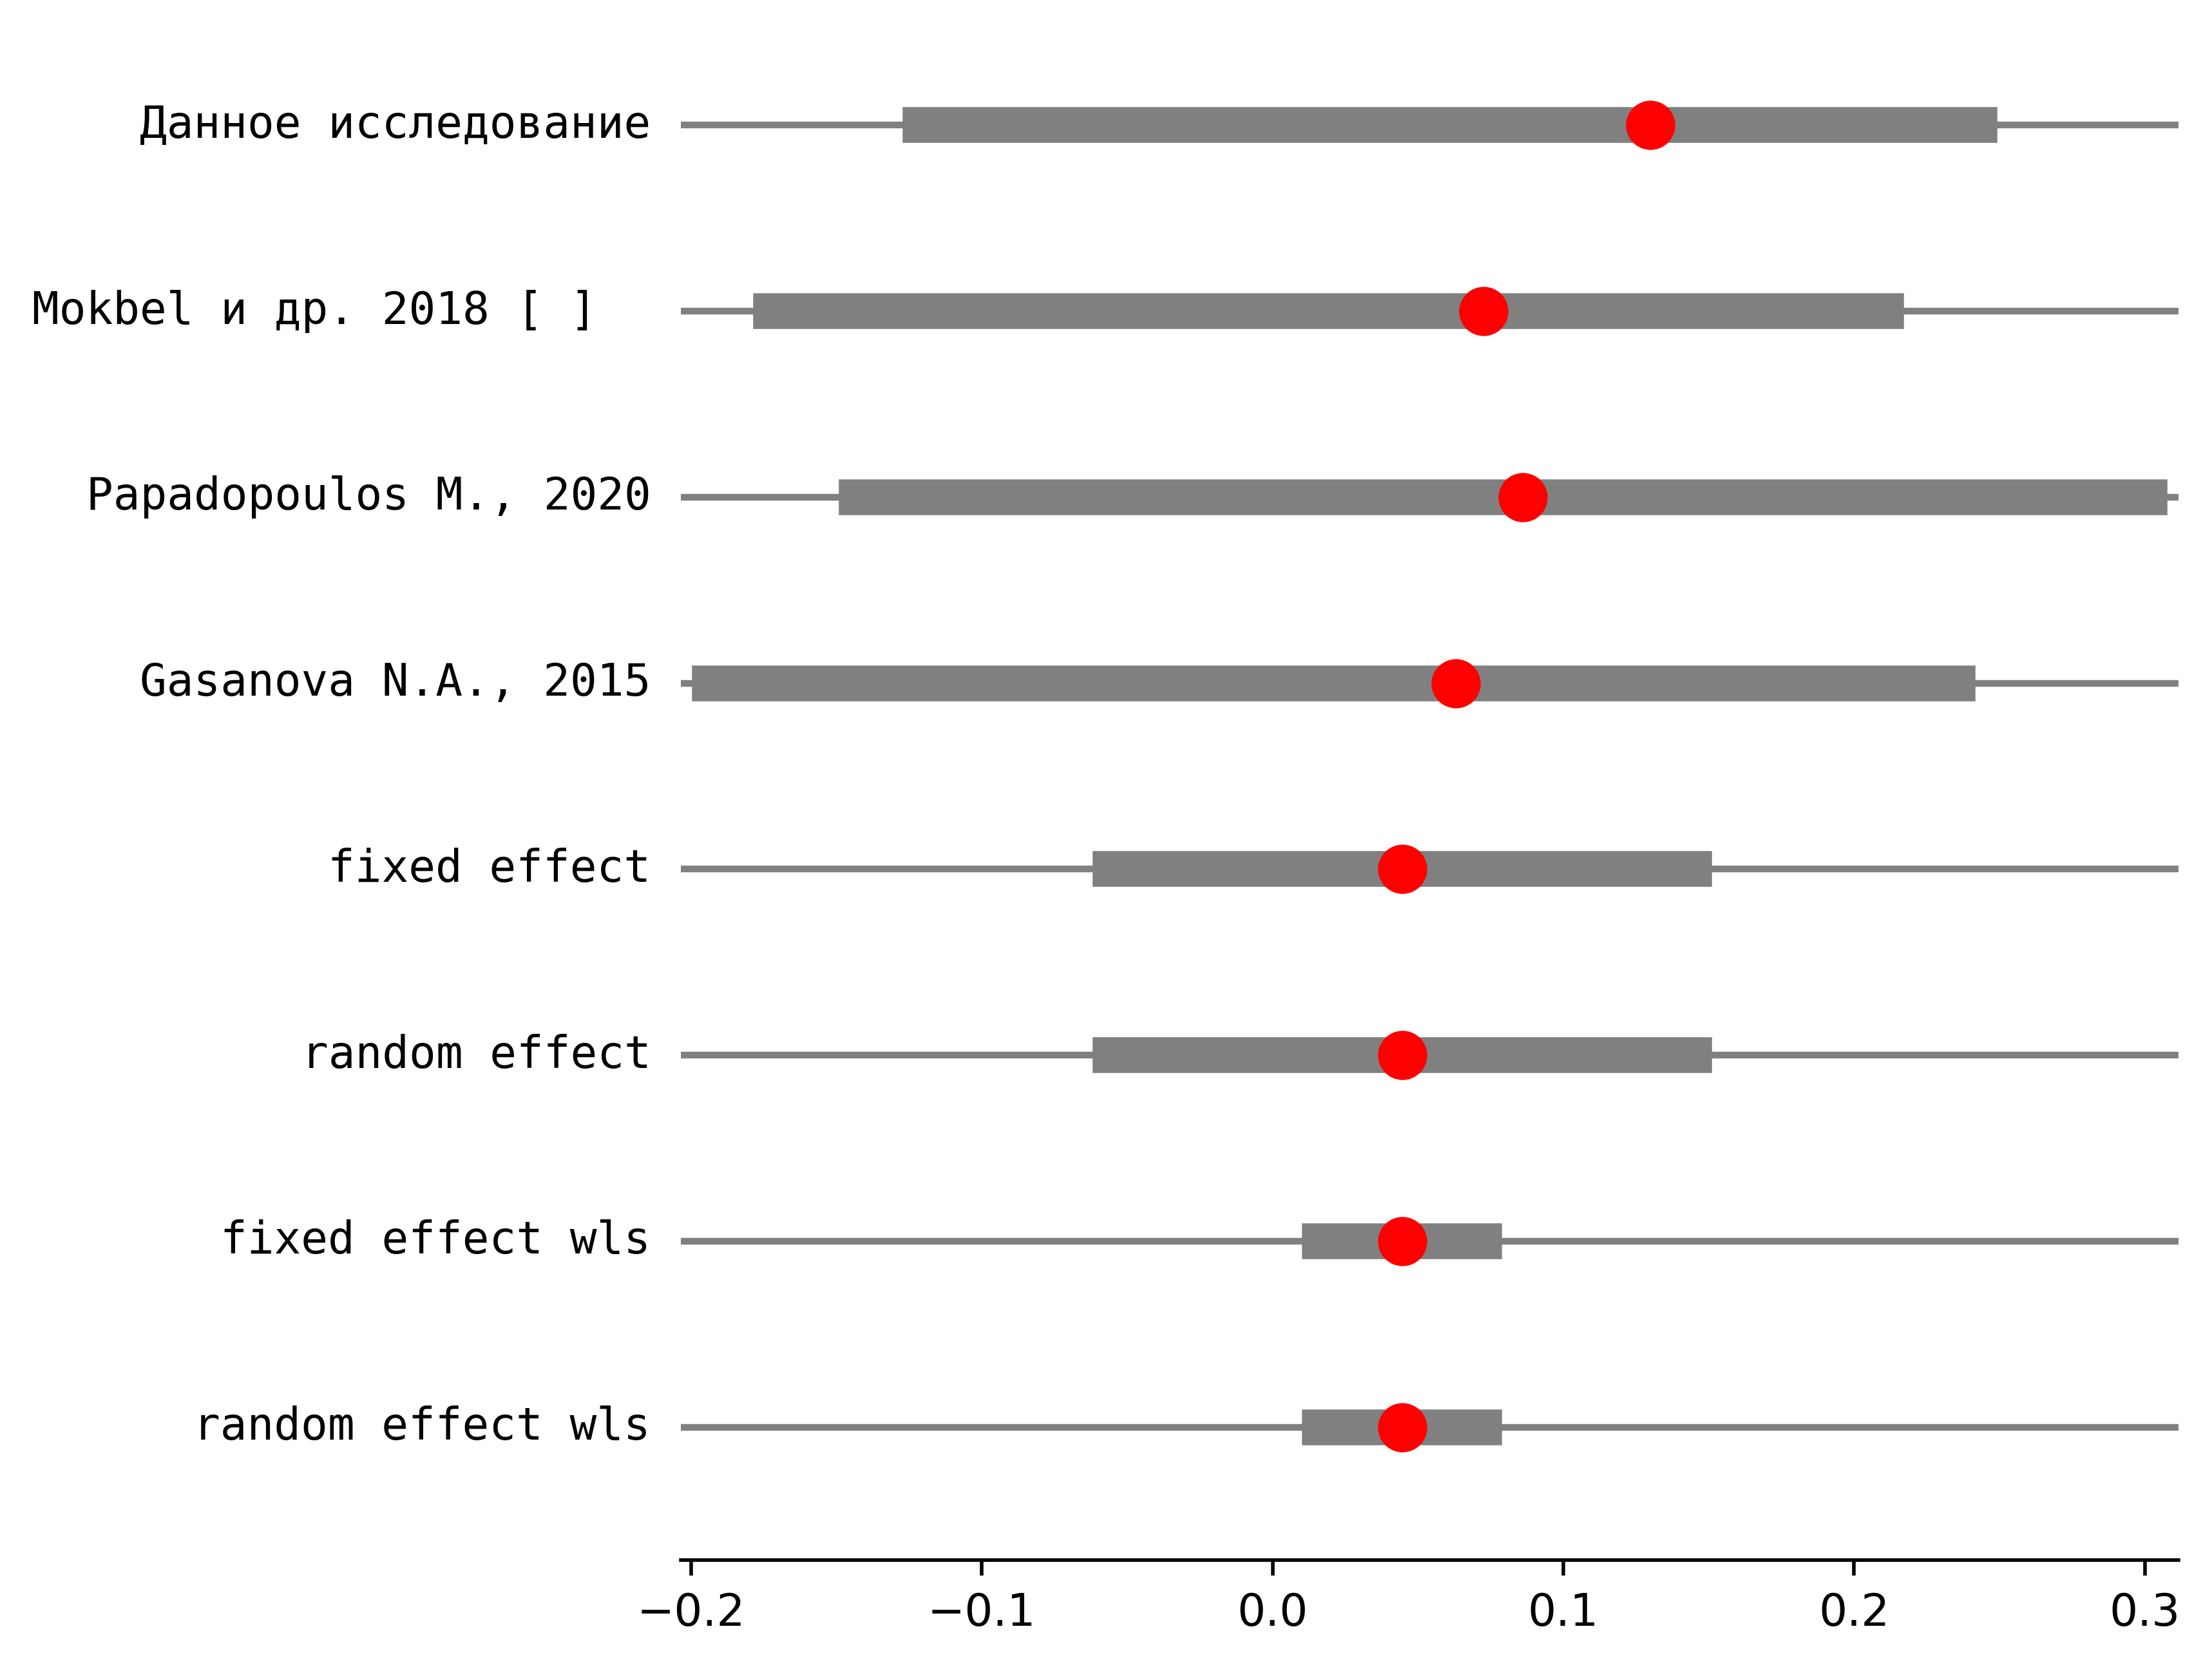 Данное исследование
Mokbel и др. 2018 [ ]
Papadopoulos M., 2020
Gasanova N.A., 2015
fixed effect
random effect
fixed effect wls
random effect wls
−0.2 −0.1 0.0 0.1 0.2 0.3